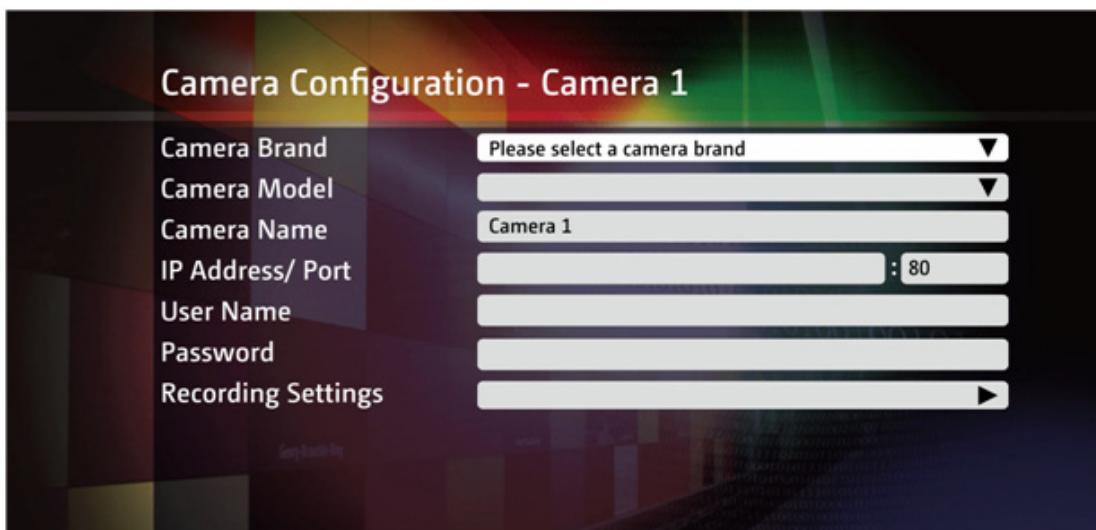 Camera Configuration - Camera 1
Camera Brand Please select a camera brand ▼
Camera Model ▼
Camera Name Camera 1
IP Address/ Port : 80
User Name
Password
Recording Settings ▶